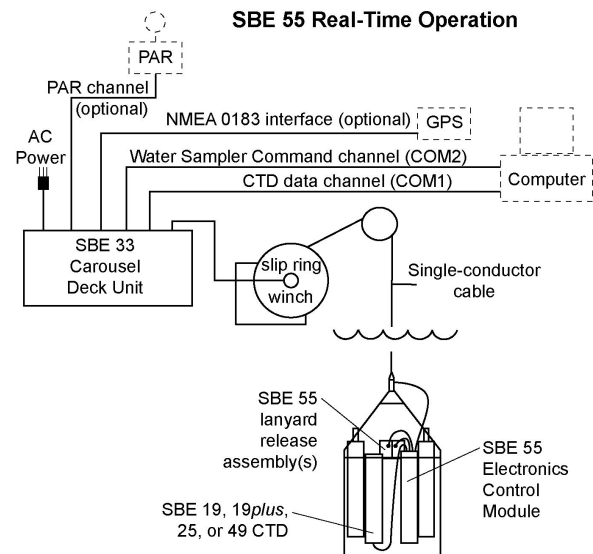 SBE 55 Real-Time Operation
PAR
PAR channel
(optional)
NMEA 0183 interface (optional)
GPS
AC
Power
Water Sampler Command channel (COM2)
CTD data channel (COM1)
Computer
SBE 33
Carousel
Deck Unit
slip ring
winch
Single-conductor
cable
SBE 55
lanyard
release
assembly(s)
SBE 55
Electronics
Control
Module
SBE 19, 19plus,
25, or 49 CTD